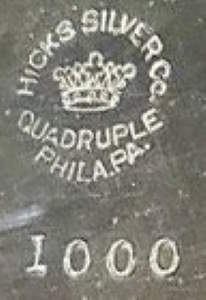 HICKS SILVER Co.
QUADRUPLE
PHILA.PA.
1000